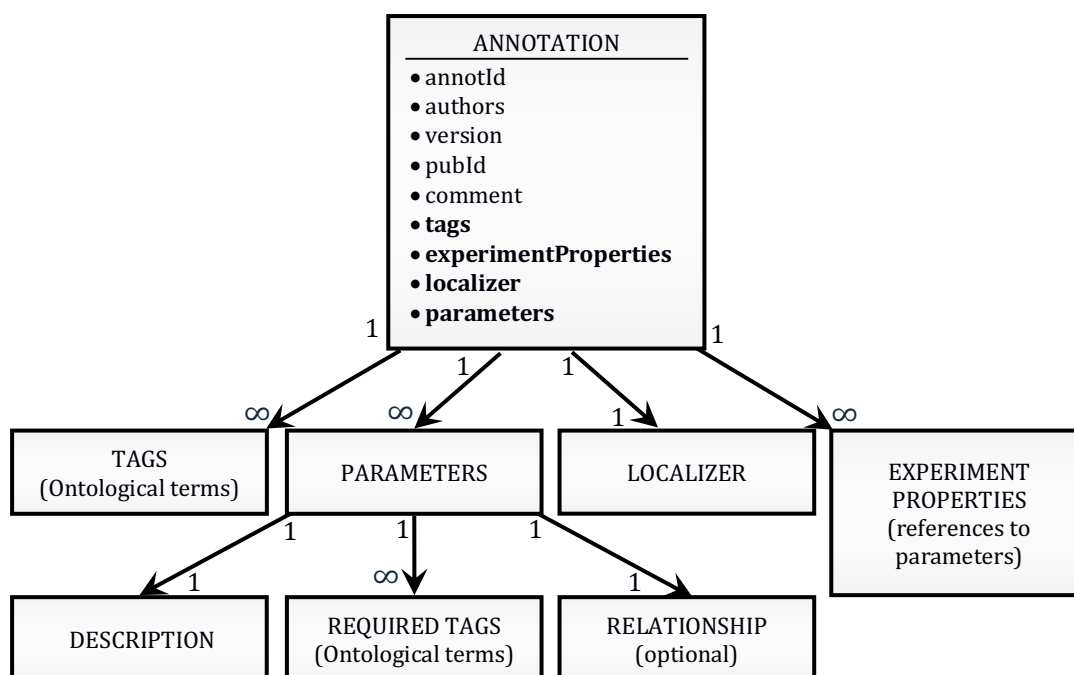 ANNOTATION
• annotId
• authors
• version
• pubId
• comment
• tags
• experimentProperties
• localizer
• parameters
1
1
1
1
∞
∞
1
∞
TAGS
(Ontological terms)
PARAMETERS
LOCALIZER
EXPERIMENT
PROPERTIES
(references to
parameters)
1
1
1
1
∞
1
DESCRIPTION
REQUIRED TAGS
(Ontological terms)
RELATIONSHIP
(optional)